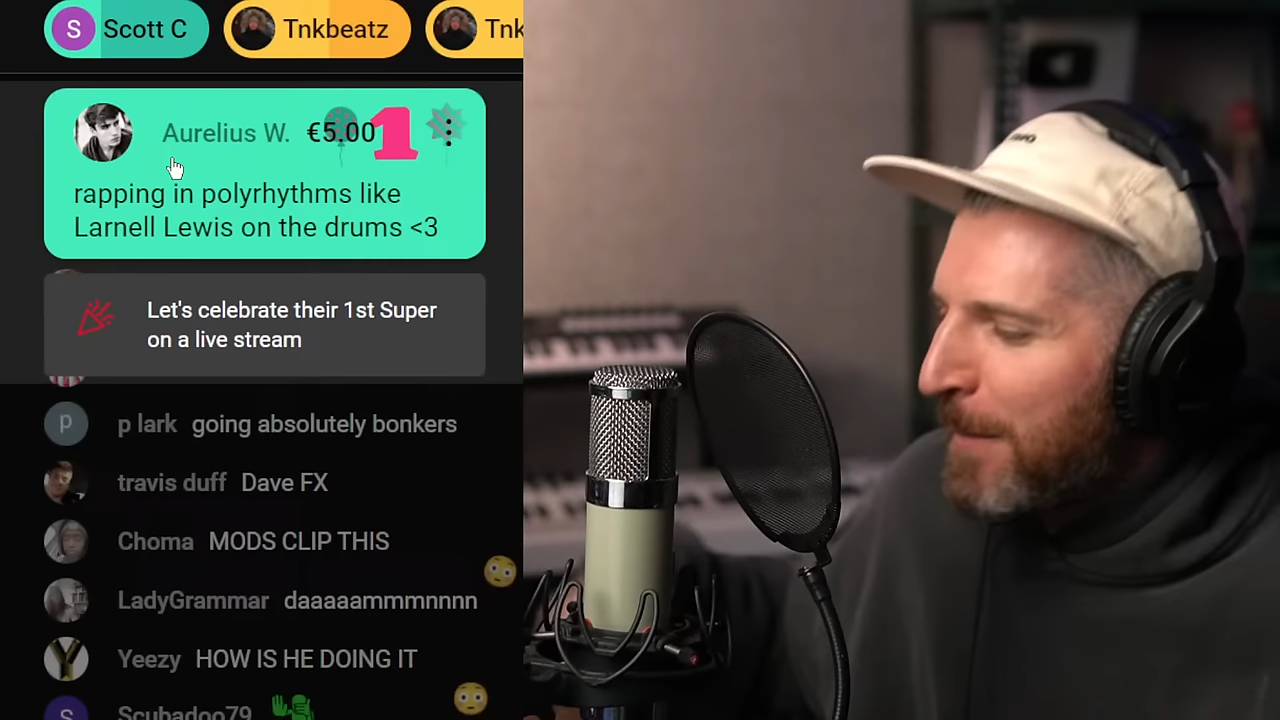 S Scott C Tnkbeatz Tnk
Aurelius W. €5.00 1
rapping in polyrhythms like
Larnell Lewis on the drums <3
Let's celebrate their 1st Super
on a live stream
p p lark going absolutely bonkers
travis duff Dave FX
Choma MODS CLIP THIS
LadyGrammar daaaaammmnnnn
Yeezy HOW IS HE DOING IT
S Scubadoo79